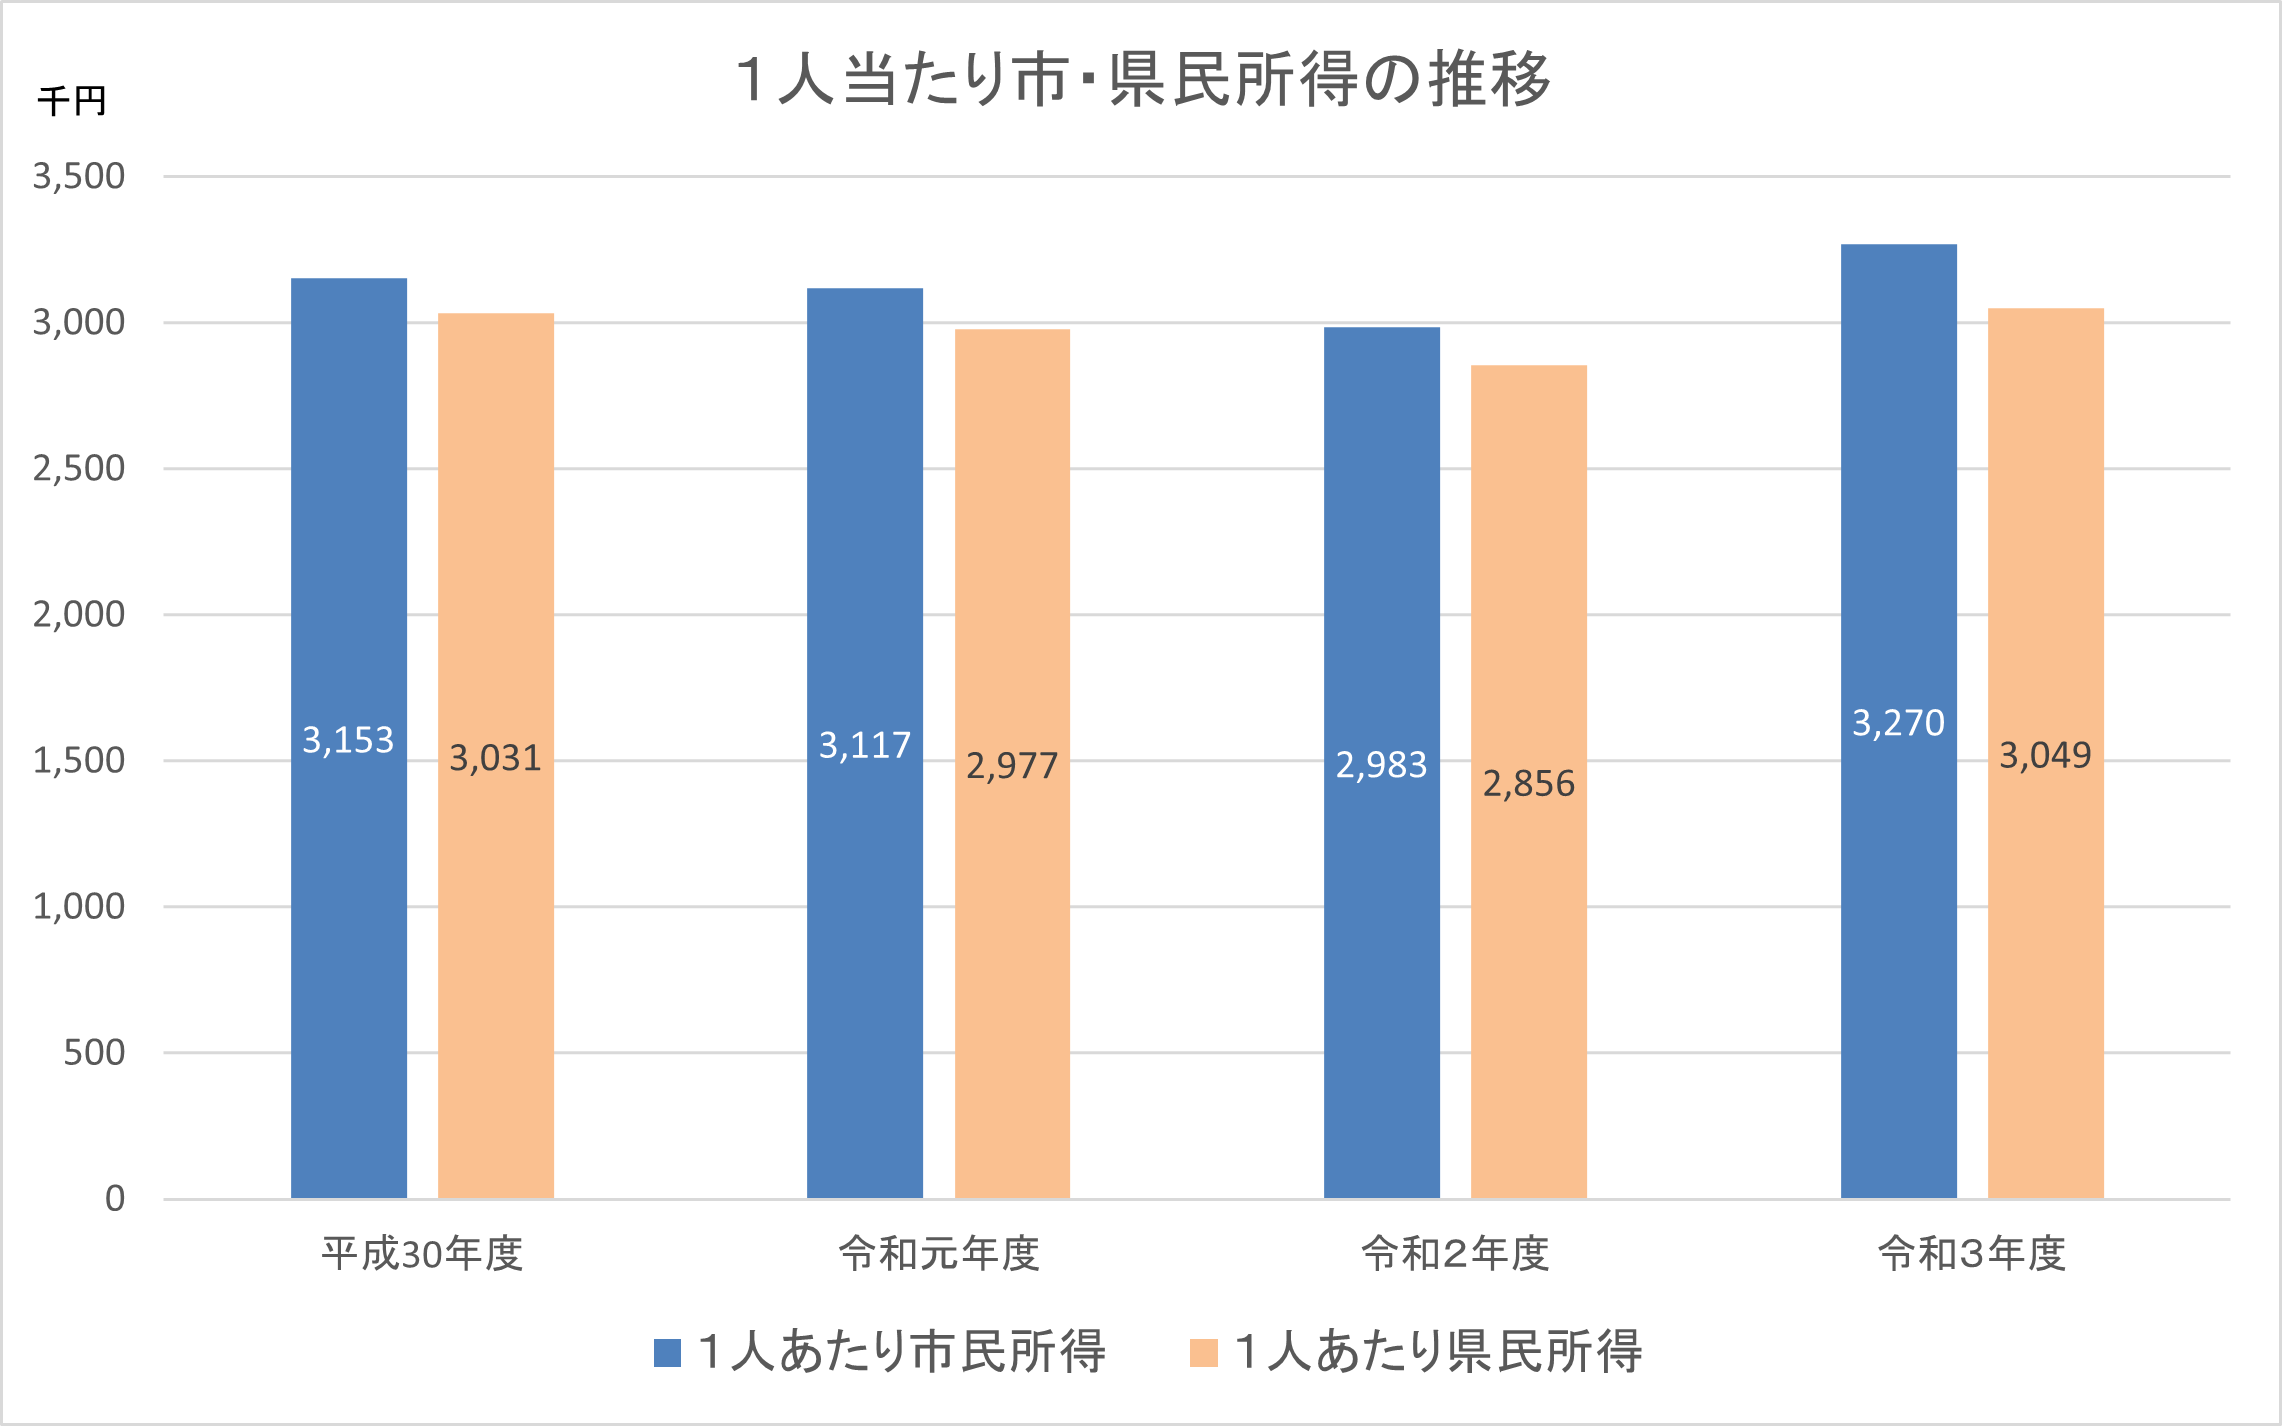 １人当たり市・県民所得の推移
千円
3,500
3,000
2,500
2,000
1,500
1,000
500
0
3,153
3,031
3,117
2,977
2,983
2,856
3,270
3,049
平成30年度
令和元年度
令和２年度
令和３年度
１人あたり市民所得
１人あたり県民所得